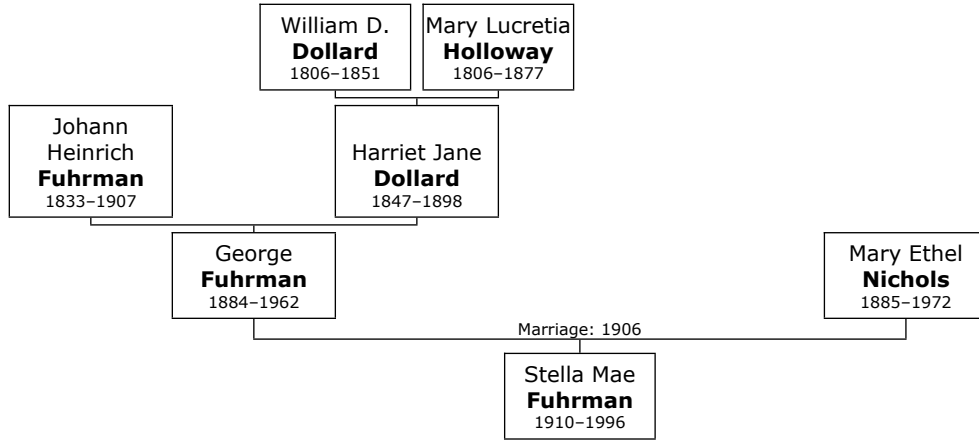 William D.
Dollard
1806–1851
Mary Lucretia
Holloway
1806–1877
Johann
Heinrich
Fuhrman
1833–1907
Harriet Jane
Dollard
1847–1898
George
Fuhrman
1884–1962
Mary Ethel
Nichols
1885–1972
Marriage: 1906
Stella Mae
Fuhrman
1910–1996